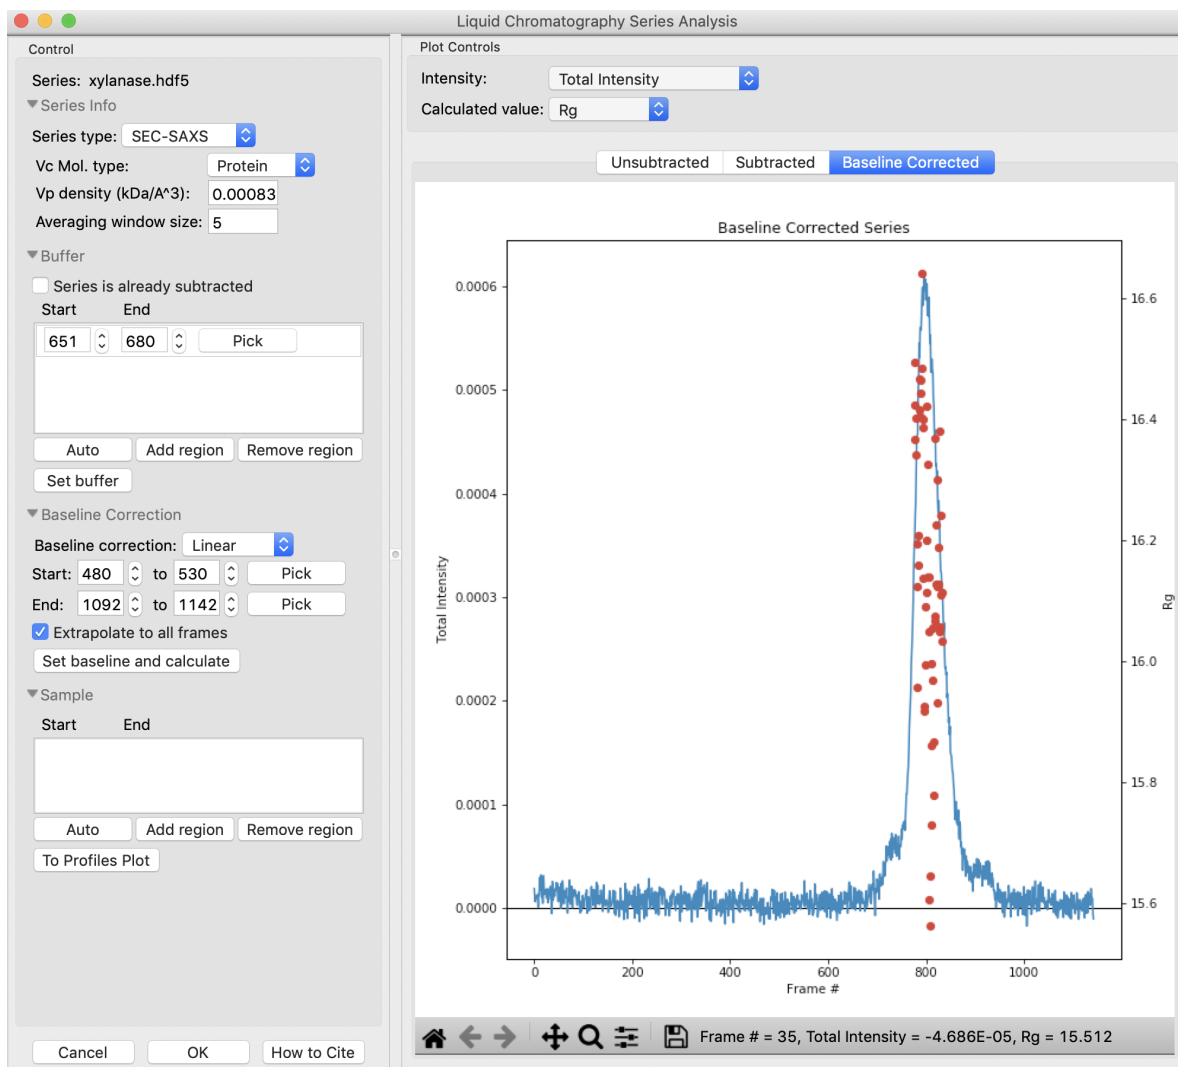 Liquid Chromatography Series Analysis
Control
Series: xylanase.hdf5
Series Info
Series type: SEC-SAXS
Vc Mol. type: Protein
Vp density (kDa/A^3): 0.00083
Averaging window size: 5
Buffer
Series is already subtracted
Start End
651 680 Pick
Auto Add region Remove region
Set buffer
Baseline Correction
Baseline correction: Linear
Start: 480 to 530 Pick
End: 1092 to 1142 Pick
Extrapolate to all frames
Set baseline and calculate
Sample
Start End
Auto Add region Remove region
To Profiles Plot
Cancel OK How to Cite
Plot Controls
Intensity: Total Intensity
Calculated value: Rg
Unsubtracted Subtracted Baseline Corrected
Baseline Corrected Series
Total Intensity
0.0006
0.0005
0.0004
0.0003
0.0002
0.0001
0.0000
16.6
16.4
16.2
16.0
15.8
15.6
Rg
0 200 400 600 800 1000
Frame #
Frame # = 35, Total Intensity = -4.686E-05, Rg = 15.512